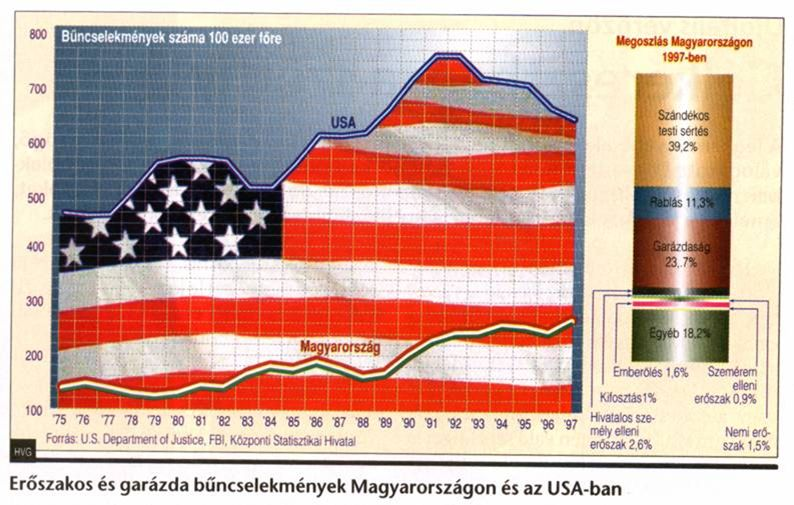 Bűncselekmények száma 100 ezer főre
800
700
600
500
400
300
200
100
USA
Magyarország
'75 '76 '77 '78 '79 '80 '81 '82 '83 '84 '85 '86 '87 '88 '89 '90 '91 '92 '93 '94 '95 '96 '97
Forrás: U.S. Department of Justice, FBI, Központi Statisztikai Hivatal
HVG
Megoszlás Magyarországon
1997-ben
Szándékos
testi sértés
39,2%
Rablás 11,3%
Garázdaság
23,.7%
Egyéb 18,2%
Emberölés 1,6%
Szemérem
elleni
erőszak 0,9%
Kifosztás1%
Hivatalos sze-
mély elleni
erőszak 2,6%
Nemi erő-
szak 1,5%
Erőszakos és garázda bűncselekmények Magyarországon és az USA-ban